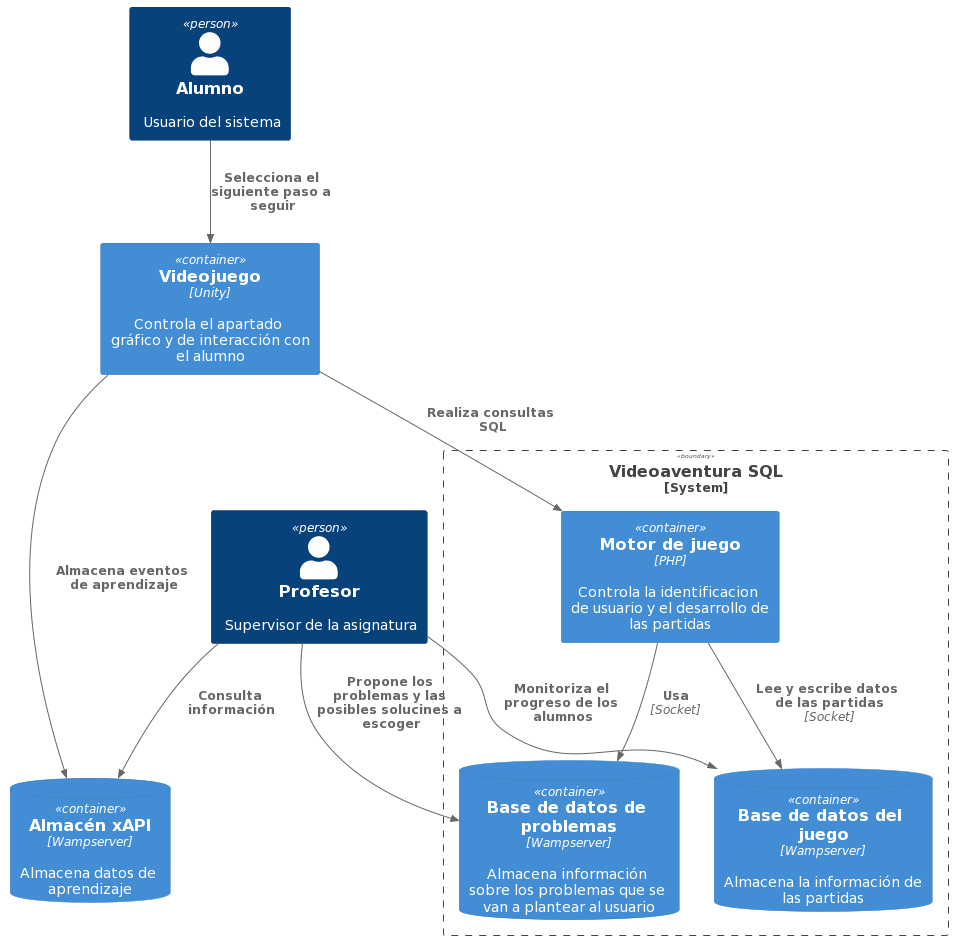 «person»
Alumno
Usuario del sistema
Selecciona el
siguiente paso a
seguir
«container»
Videojuego
[Unity]
Controla el apartado
gráfico y de interacción con
el alumno
Realiza consultas
SQL
«boundary»
Videoaventura SQL
[System]
«person»
Profesor
Supervisor de la asignatura
«container»
Motor de juego
[PHP]
Controla la identificacion
de usuario y el desarrollo de
las partidas
Almacena eventos
de aprendizaje
Consulta
información
Propone los
problemas y las
posibles solucines a
escoger
Monitoriza el
progreso de los
alumnos
Usa
[Socket]
Lee y escribe datos
de las partidas
[Socket]
«container»
Almacén xAPI
[Wampserver]
Almacena datos de
aprendizaje
«container»
Base de datos de
problemas
[Wampserver]
Almacena información
sobre los problemas que se
van a plantear al usuario
«container»
Base de datos del
juego
[Wampserver]
Almacena la información de
las partidas